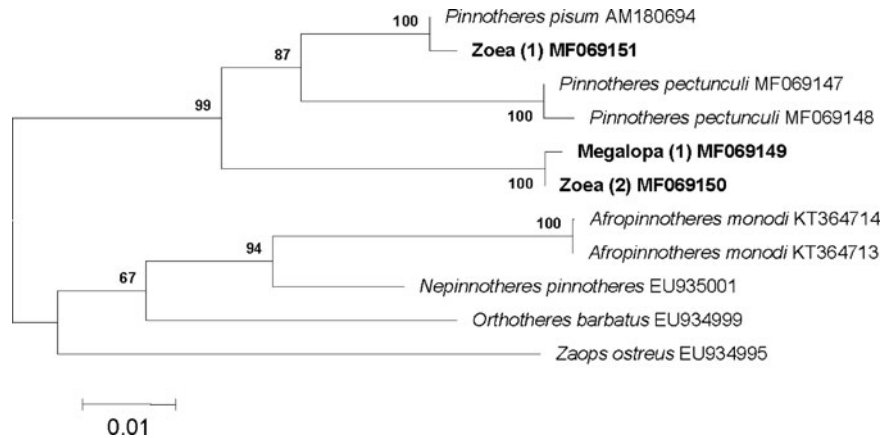 Pinnotheres pisum AM180694
100
Zoea (1) MF069151
87
Pinnotheres pectunculi MF069147
99
100
Pinnotheres pectunculi MF069148
Megalopa (1) MF069149
100
Zoea (2) MF069150
Afropinnotheres monodi KT364714
100
94
Afropinnotheres monodi KT364713
67
Nepinnotheres pinnotheres EU935001
Orthotheres barbatus EU934999
Zaops ostreus EU934995
0.01